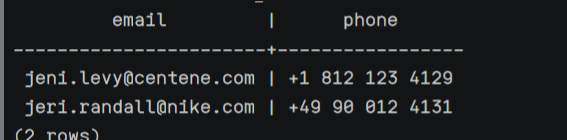 email | phone
-------------------------+-----------------
jeni.levy@centene.com | +1 812 123 4129
jeri.randall@nike.com | +49 90 012 4131
(2 rows)